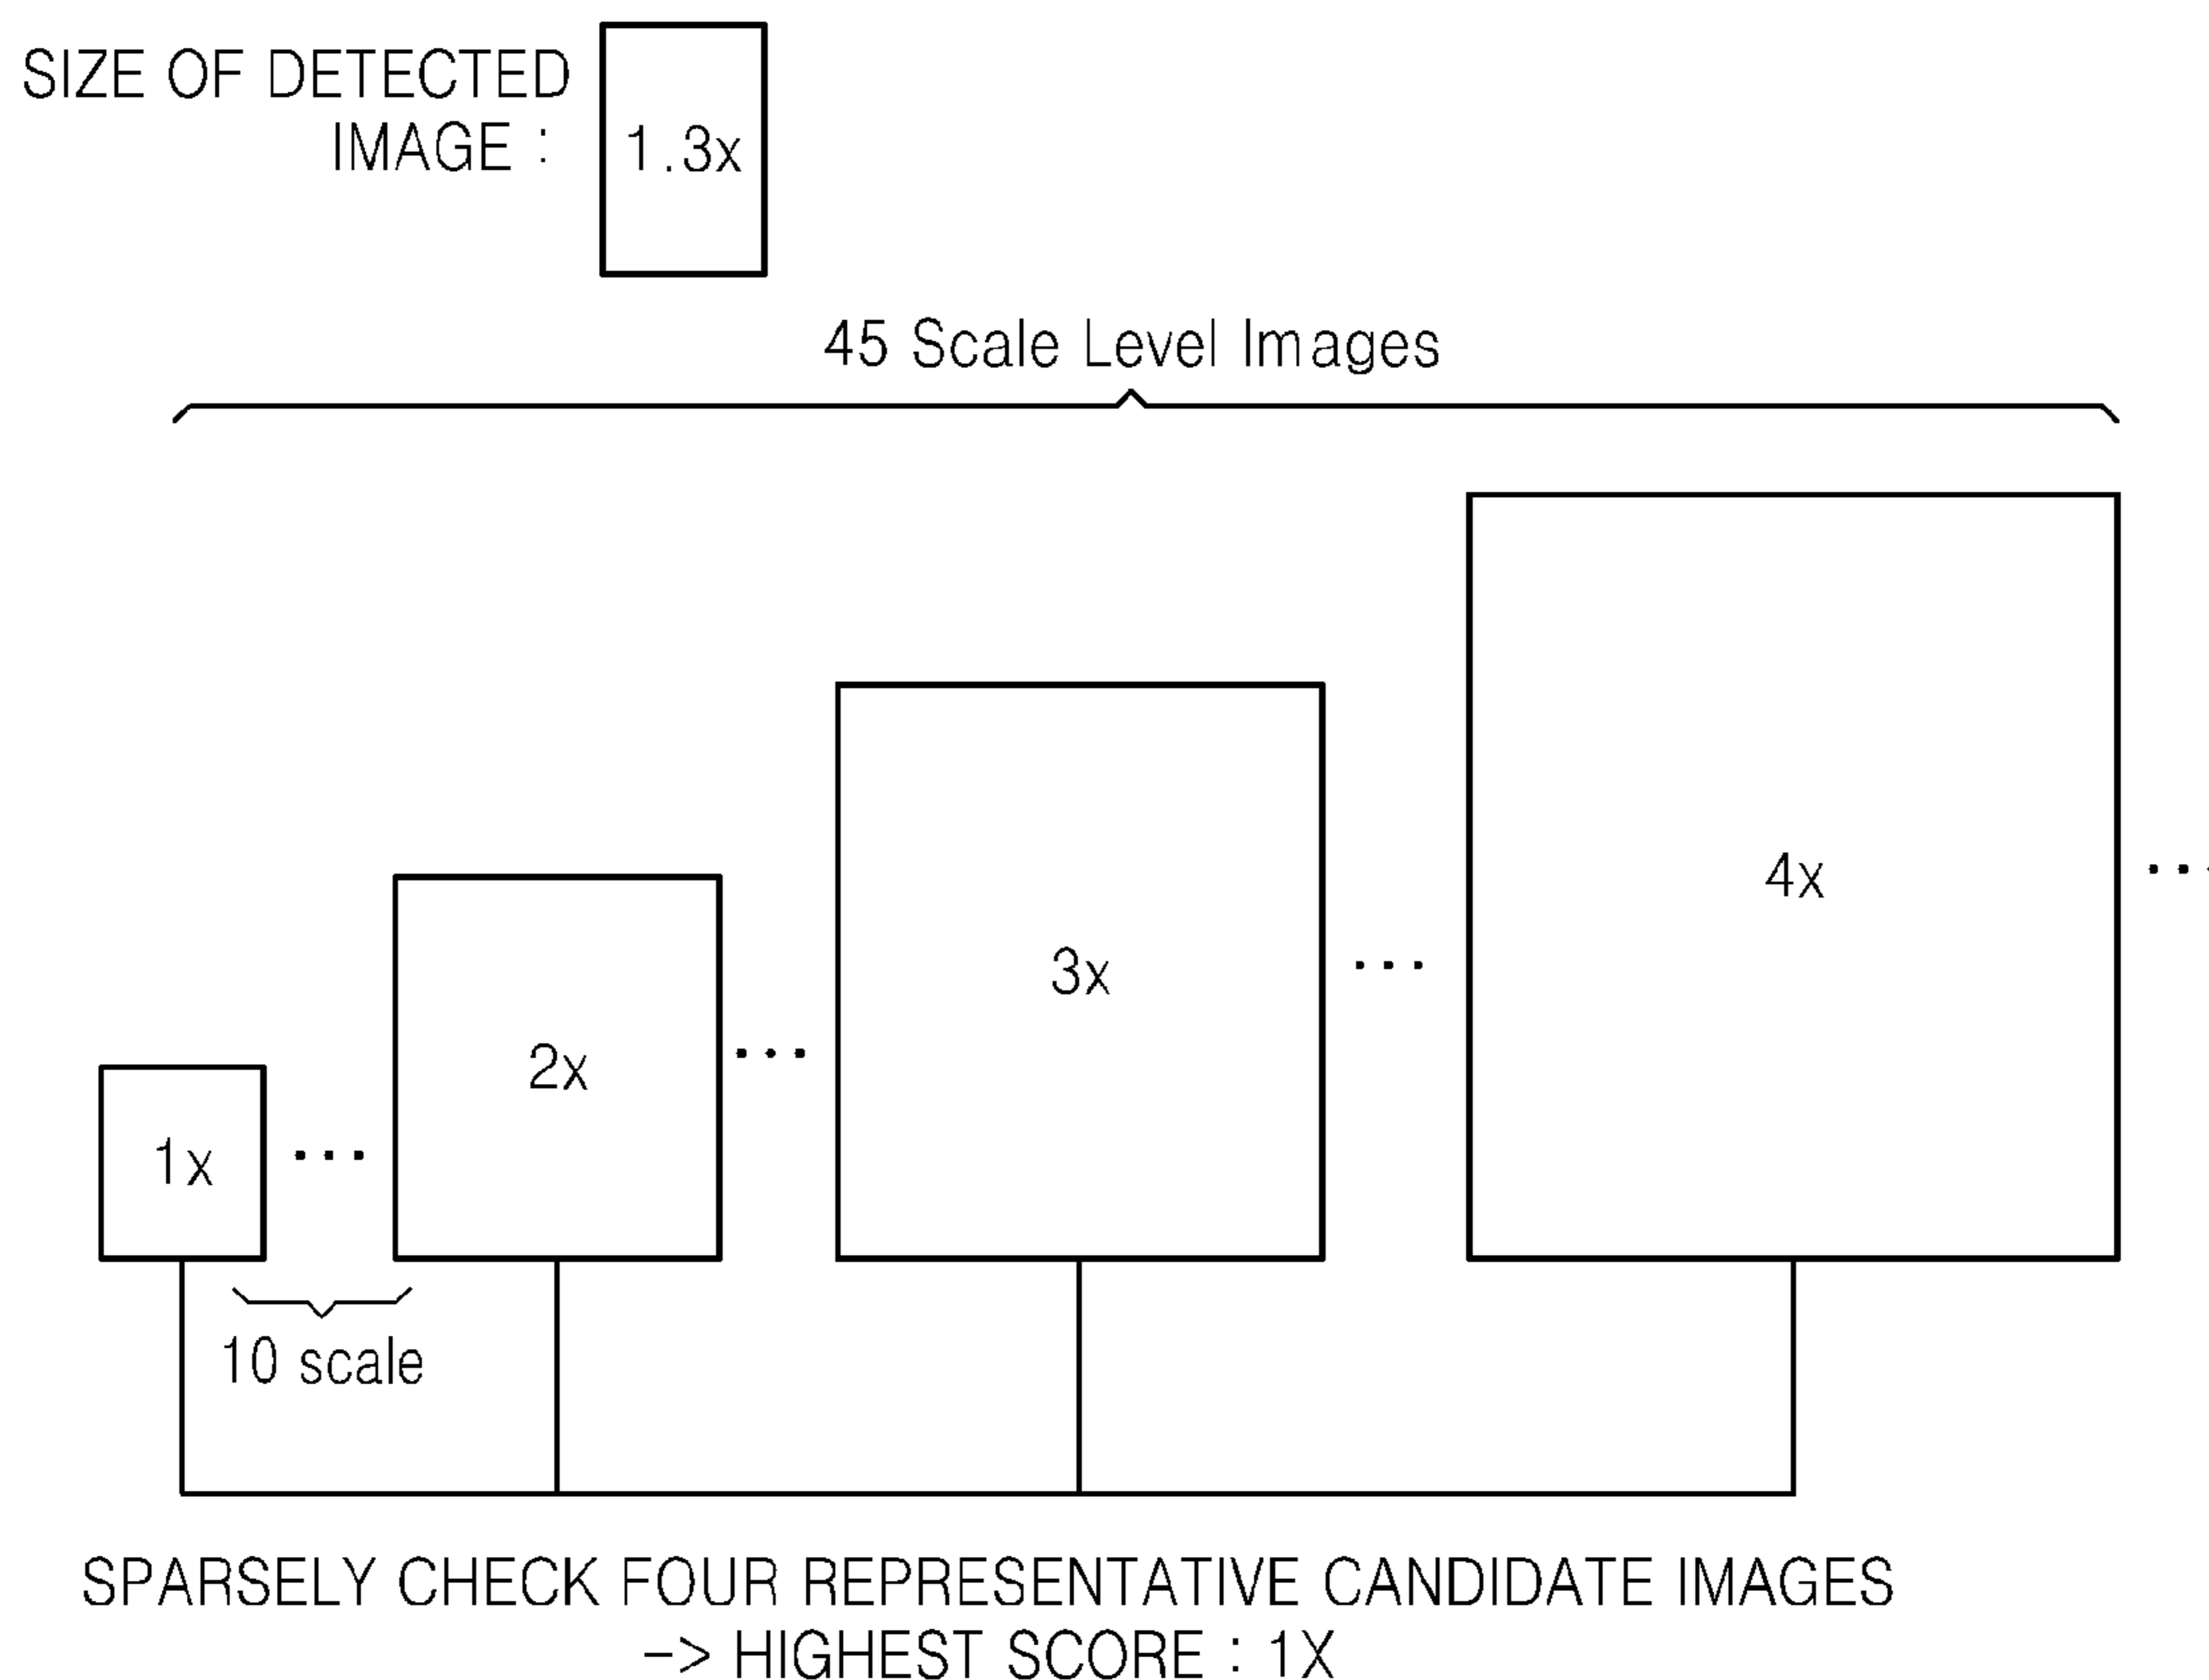 SIZE OF DETECTED
IMAGE :
1.3x
45 Scale Level Images
1x
...
2x
...
3x
...
4x
...
10 scale
SPARSELY CHECK FOUR REPRESENTATIVE CANDIDATE IMAGES
-> HIGHEST SCORE : 1X